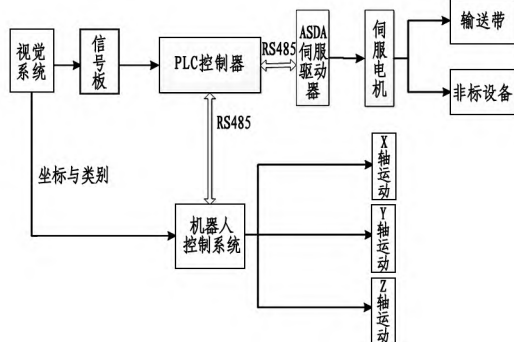 视觉
系统
信
号
板
PLC控制器
RS485
ASDA
伺服
驱动
器
伺
服
电
机
输送带
非标设备
RS485
坐标与类别
机器人
控制系统
X
轴
运
动
Y
轴
运
动
Z
轴
运
动